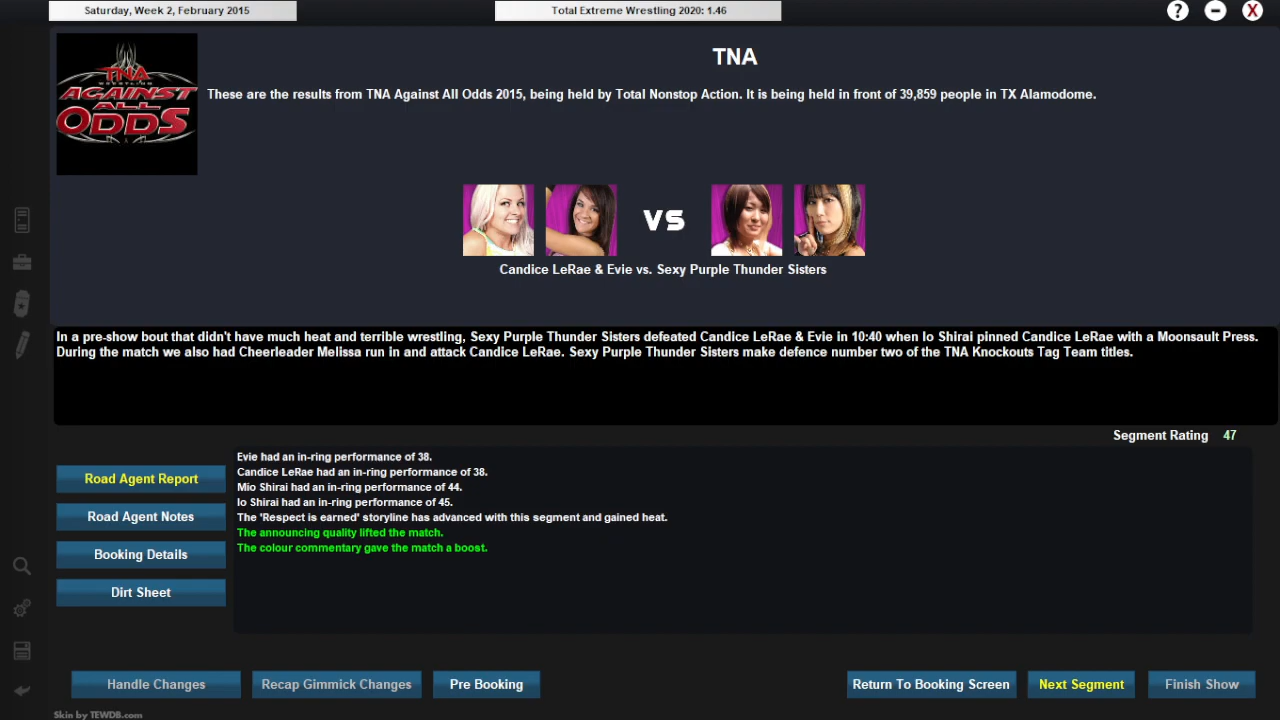 Saturday, Week 2, February 2015
Total Extreme Wrestling 2020: 1.46
?
X
TNA
TNA
WRESTLING
AGAINST
ALL
ODDS
These are the results from TNA Against All Odds 2015, being held by Total Nonstop Action. It is being held in front of 39,859 people in TX Alamodome.
VS
Candice LeRae & Evie vs. Sexy Purple Thunder Sisters
In a pre-show bout that didn't have much heat and terrible wrestling, Sexy Purple Thunder Sisters defeated Candice LeRae & Evie in 10:40 when Io Shirai pinned Candice LeRae with a Moonsault Press.
During the match we also had Cheerleader Melissa run in and attack Candice LeRae. Sexy Purple Thunder Sisters make defence number two of the TNA Knockouts Tag Team titles.
Segment Rating 47
Road Agent Report
Road Agent Notes
Booking Details
Dirt Sheet
Evie had an in-ring performance of 38.
Candice LeRae had an in-ring performance of 38.
Mio Shirai had an in-ring performance of 44.
Io Shirai had an in-ring performance of 45.
The 'Respect is earned' storyline has advanced with this segment and gained heat.
The announcing quality lifted the match.
The colour commentary gave the match a boost.
Handle Changes
Recap Gimmick Changes
Pre Booking
Return To Booking Screen
Next Segment
Finish Show
Skin by TEWDB.com